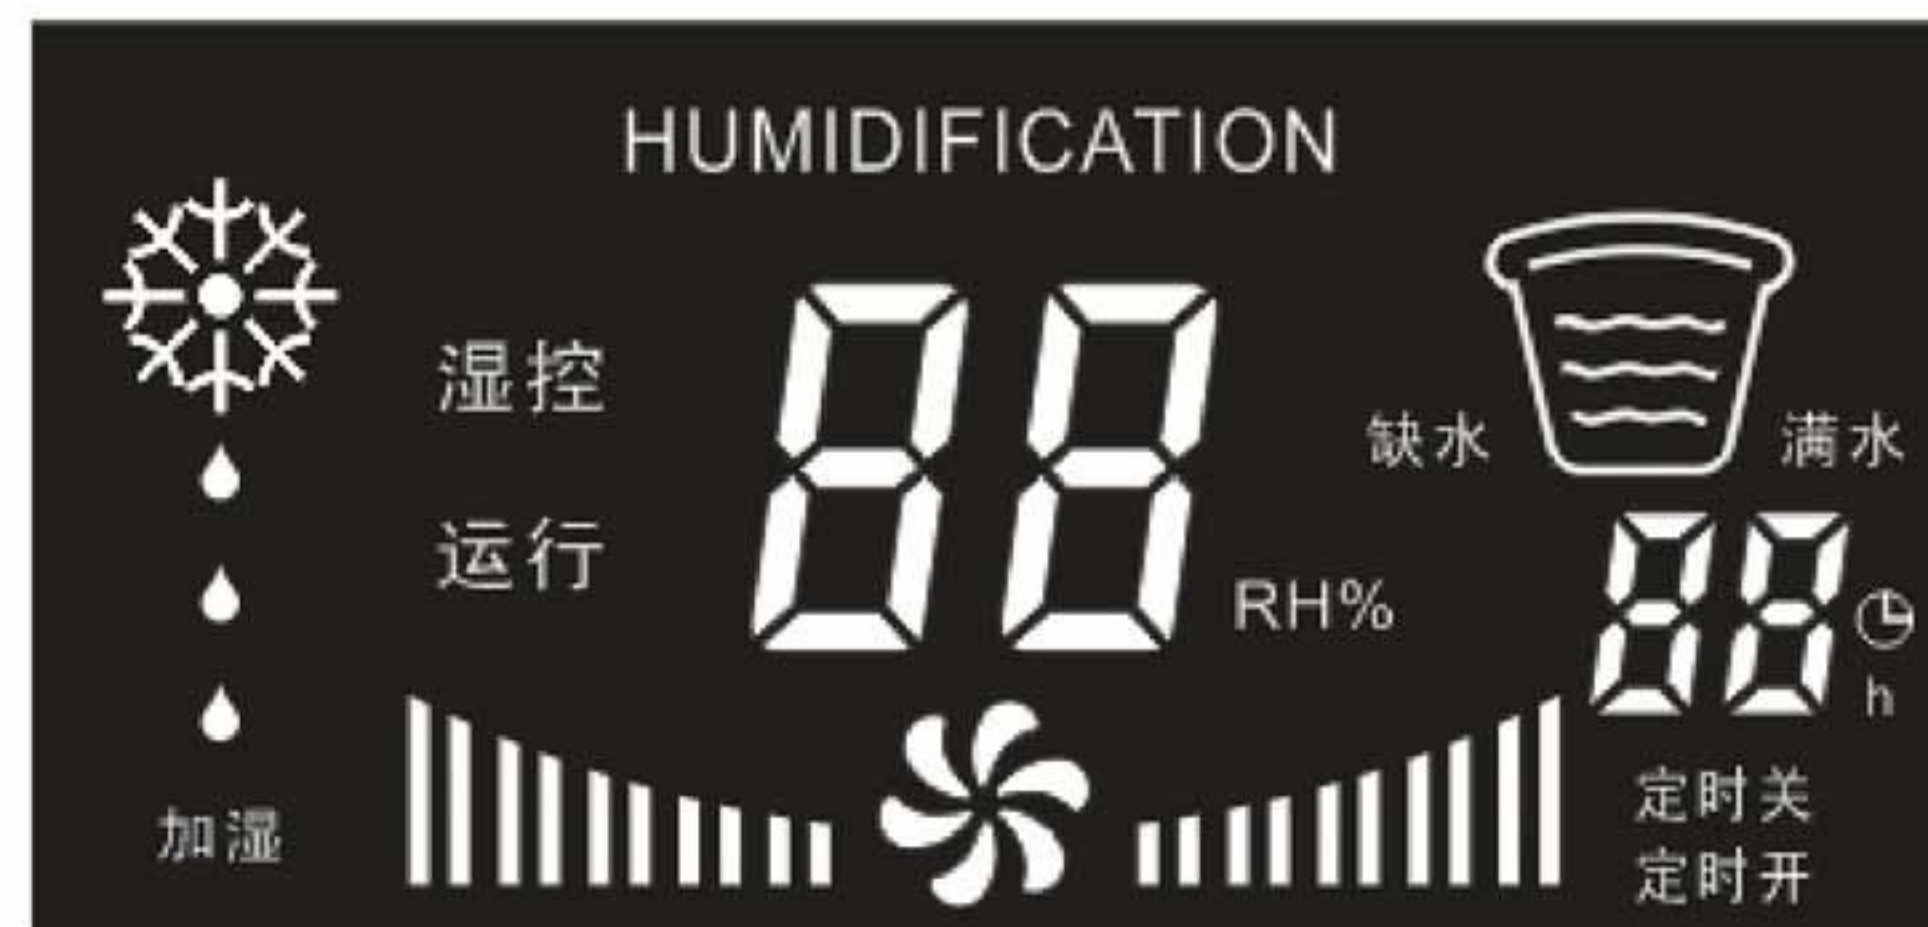 HUMIDIFICATION
湿控
88
缺水
满水
运行
RH%
88
h
加湿
定时关
定时开